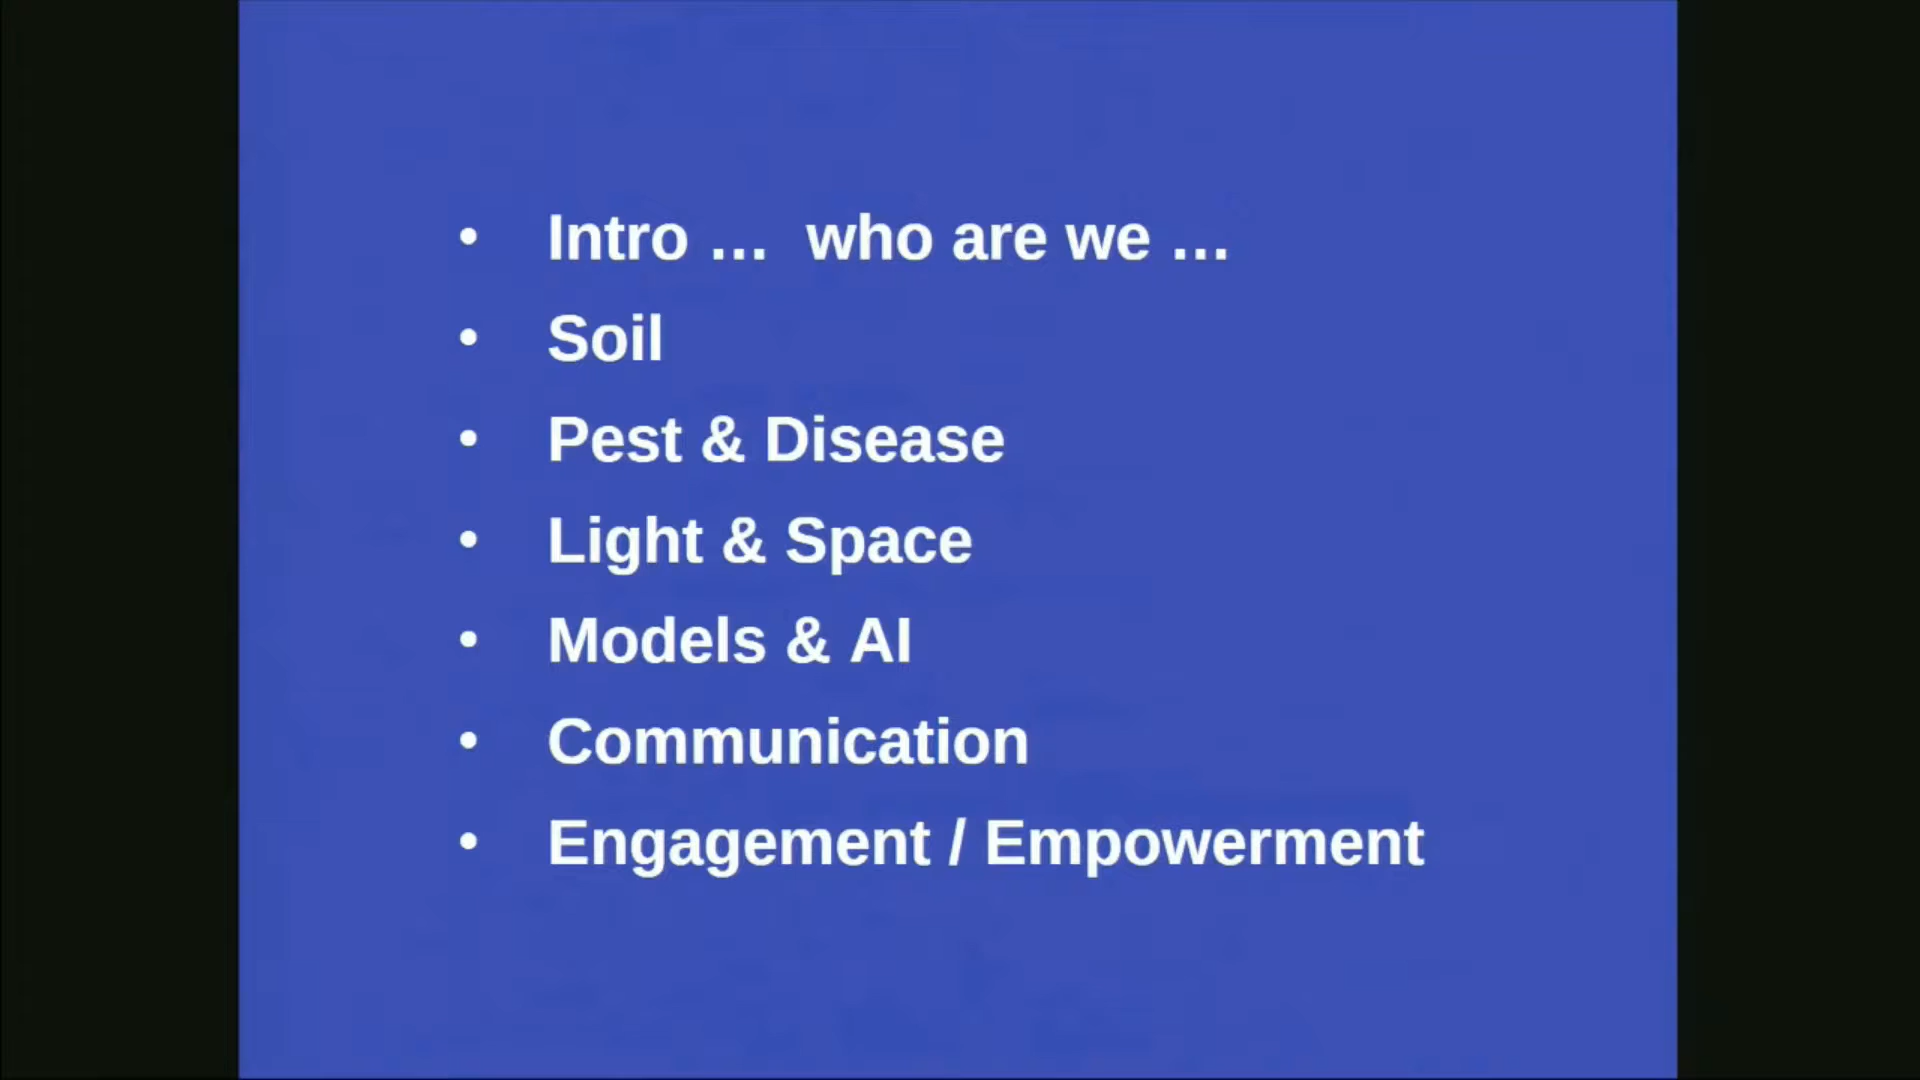 • Intro …  who are we …
• Soil
• Pest & Disease
• Light & Space
• Models & AI
• Communication
• Engagement / Empowerment